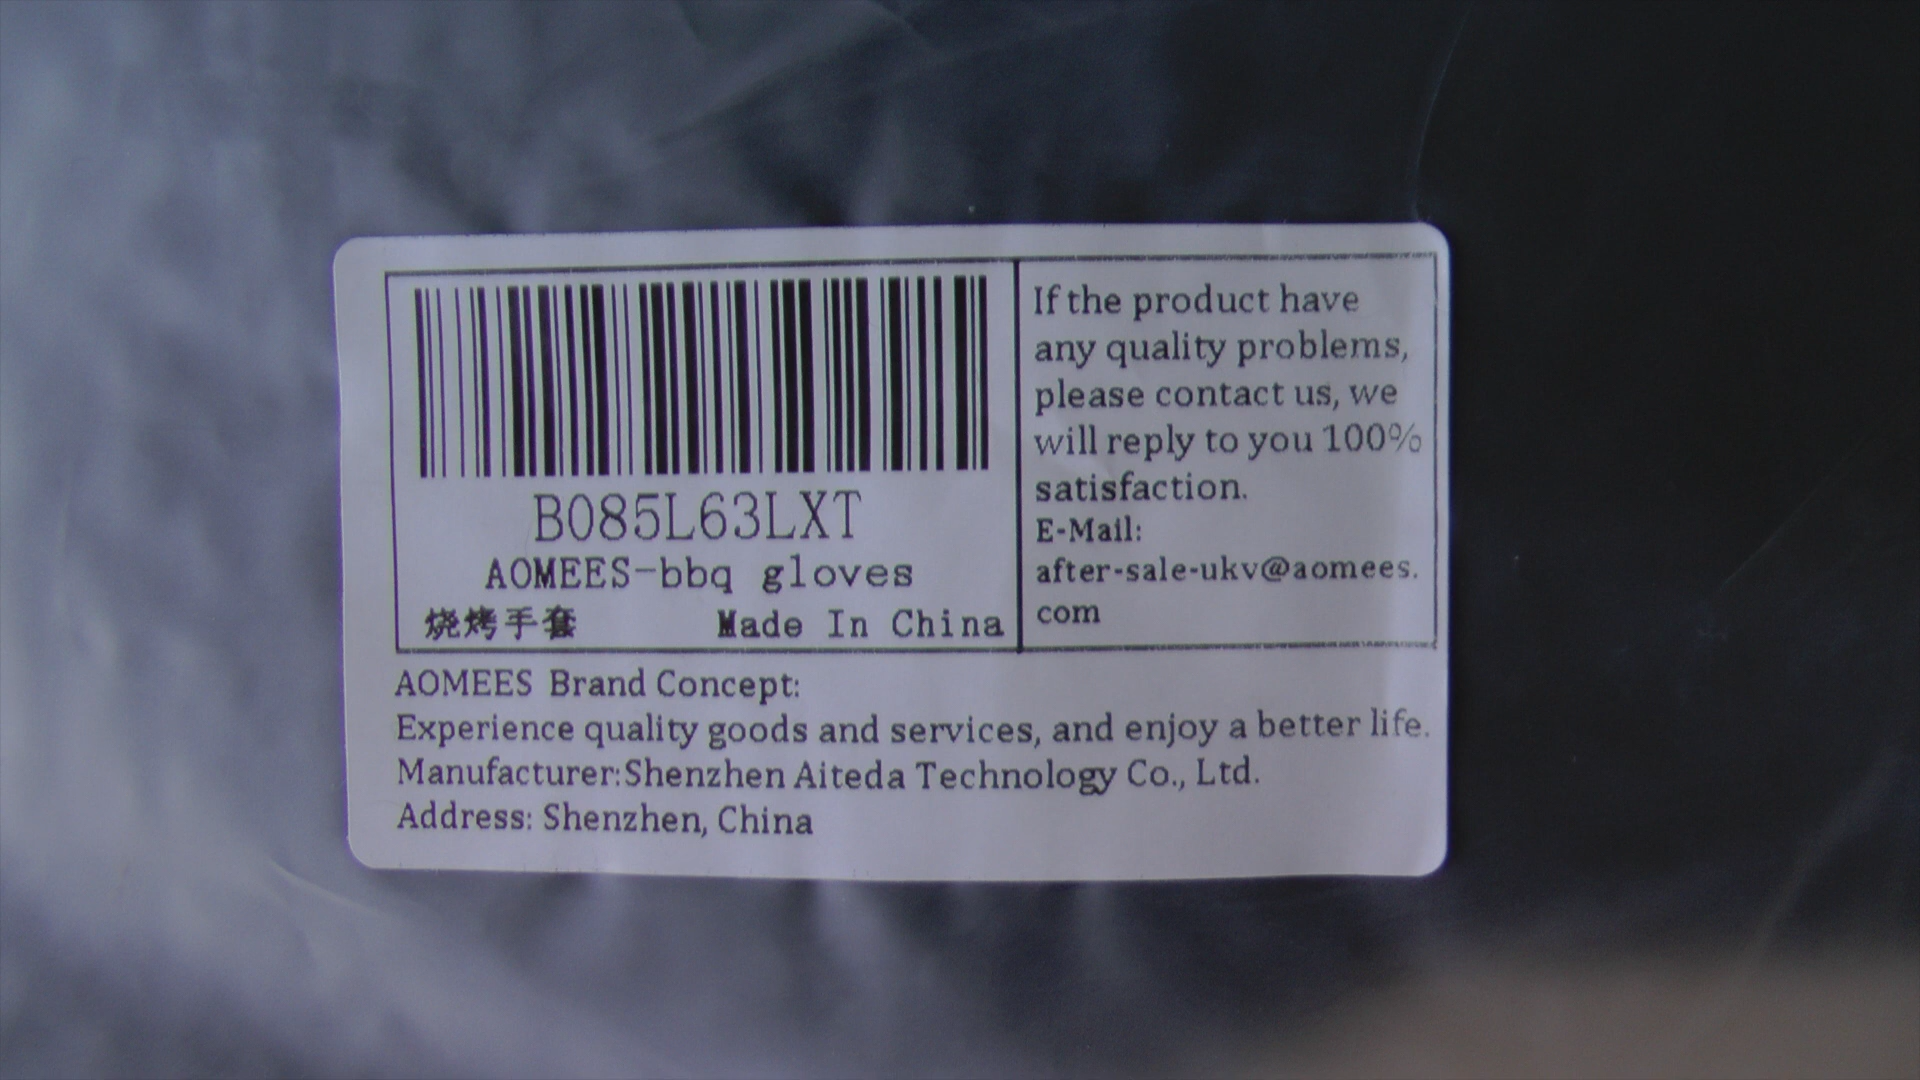 B085L63LXT
AOMEES-bbq gloves
烧烤手套 Made In China
If the product have
any quality problems,
please contact us, we
will reply to you 100%
satisfaction.
E-Mail:
after-sale-ukv@aomees.
com
AOMEES Brand Concept:
Experience quality goods and services, and enjoy a better life.
Manufacturer:Shenzhen Aiteda Technology Co., Ltd.
Address: Shenzhen, China